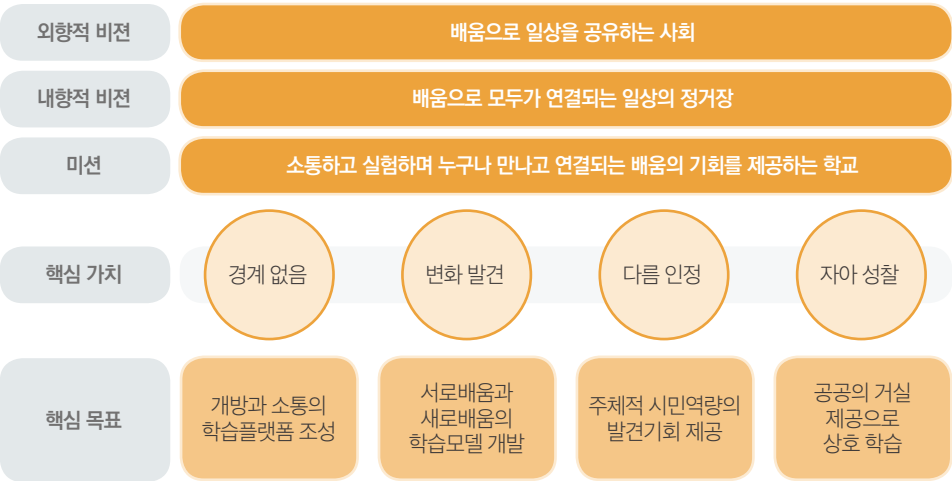 외향적 비젼
배움으로 일상을 공유하는 사회
내향적 비젼
배움으로 모두가 연결되는 일상의 정거장
미션
소통하고 실험하며 누구나 만나고 연결되는 배움의 기회를 제공하는 학교
핵심 가치
경계 없음
변화 발견
다름 인정
자아 성찰
핵심 목표
개방과 소통의
학습플랫폼 조성
서로배움과
새로배움의
학습모델 개발
주체적 시민역량의
발견기회 제공
공공의 거실
제공으로
상호 학습